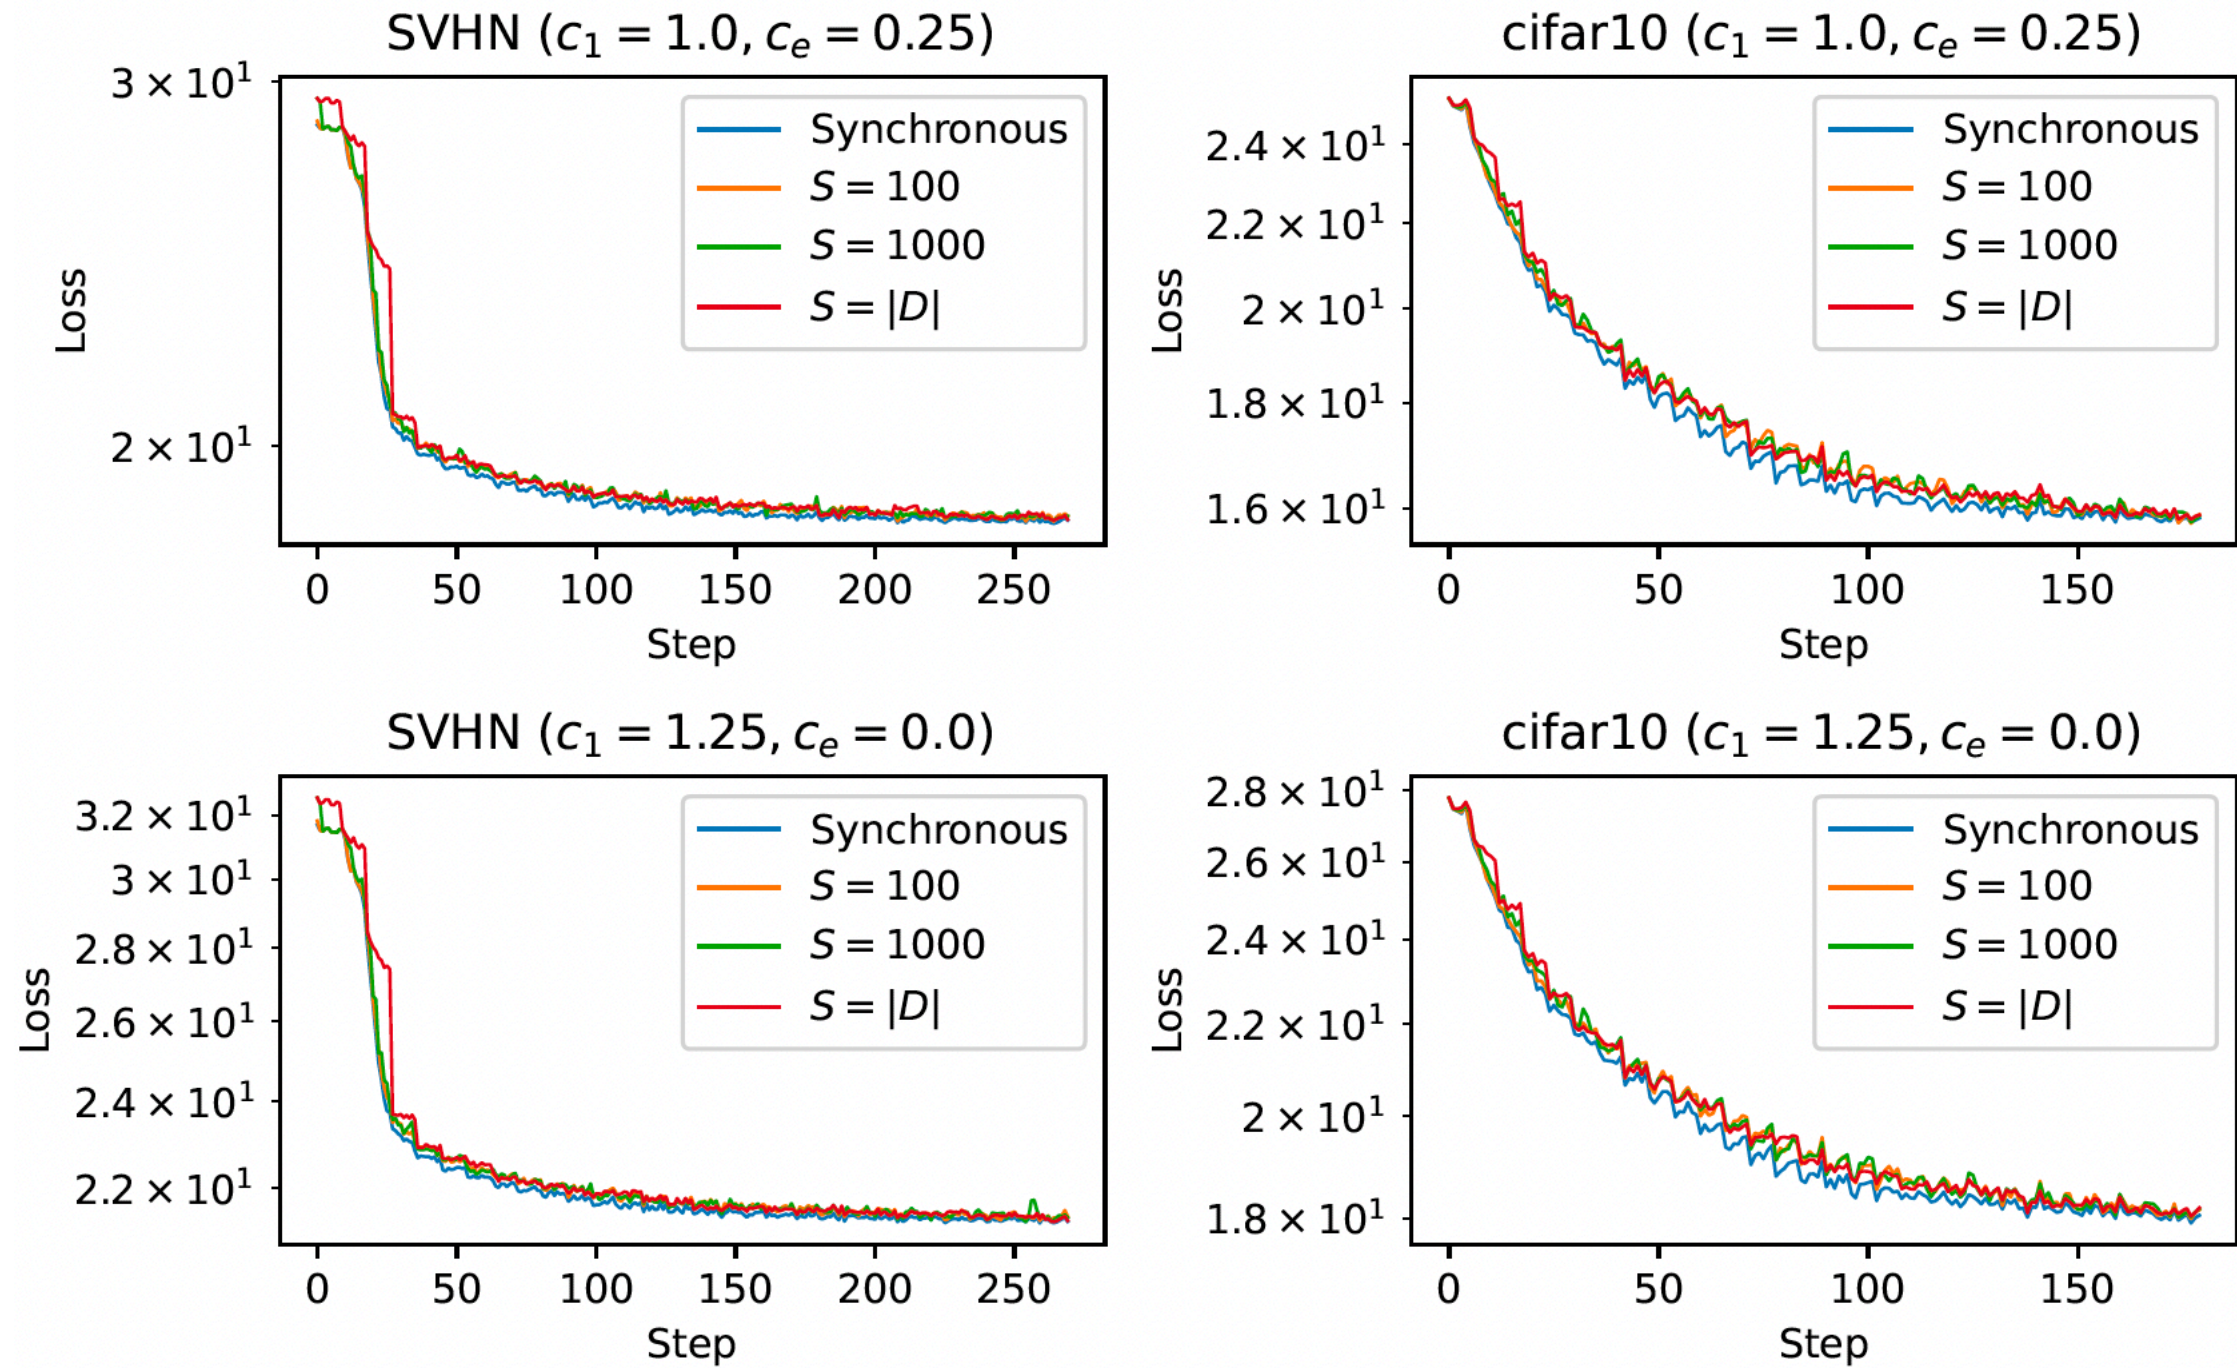 SVHN (c₁ = 1.0, cₑ = 0.25)
3 × 10¹
2 × 10¹
Loss
Synchronous
S = 100
S = 1000
S = |D|
0 50 100 150 200 250
Step
cifar10 (c₁ = 1.0, cₑ = 0.25)
2.4 × 10¹
2.2 × 10¹
2 × 10¹
1.8 × 10¹
1.6 × 10¹
Loss
Synchronous
S = 100
S = 1000
S = |D|
0 50 100 150
Step
SVHN (c₁ = 1.25, cₑ = 0.0)
3.2 × 10¹
3 × 10¹
2.8 × 10¹
2.6 × 10¹
2.4 × 10¹
2.2 × 10¹
Loss
Synchronous
S = 100
S = 1000
S = |D|
0 50 100 150 200 250
Step
cifar10 (c₁ = 1.25, cₑ = 0.0)
2.8 × 10¹
2.6 × 10¹
2.4 × 10¹
2.2 × 10¹
2 × 10¹
1.8 × 10¹
Loss
Synchronous
S = 100
S = 1000
S = |D|
0 50 100 150
Step